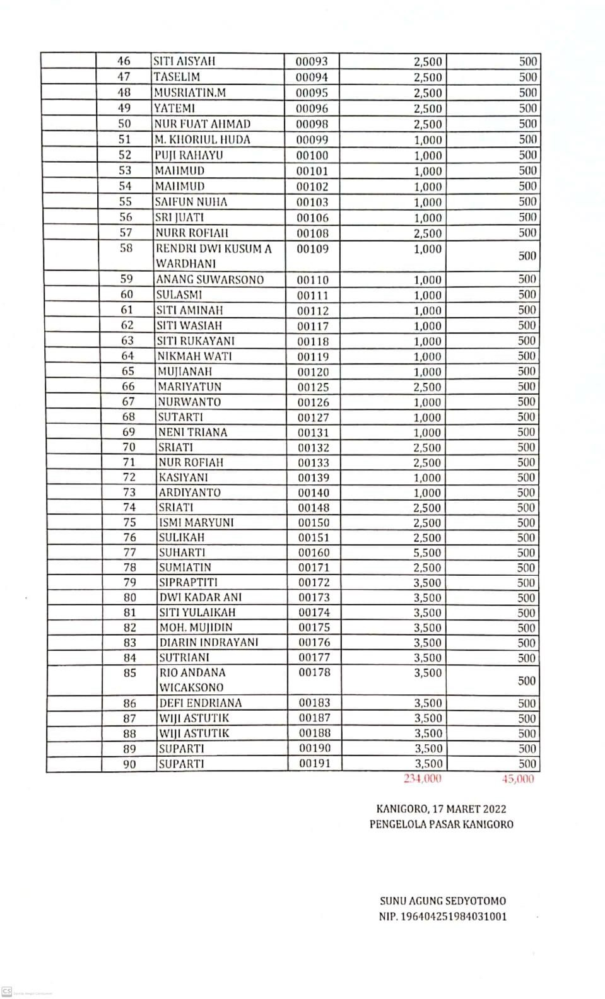 46 SITI AISYAH 00093 2,500 500
47 TASELIM 00094 2,500 500
48 MUSRIATIN.M 00095 2,500 500
49 YATEMI 00096 2,500 500
50 NUR FUAT AHMAD 00098 2,500 500
51 M. KHORIUL HUDA 00099 1,000 500
52 PUJI RAHAYU 00100 1,000 500
53 MAHMUD 00101 1,000 500
54 MAHMUD 00102 1,000 500
55 SAIFUN NUHA 00103 1,000 500
56 SRI JUATI 00106 1,000 500
57 NURR ROFIAH 00108 2,500 500
58 RENDRI DWI KUSUM A 00109 1,000 500
WARDHANI
59 ANANG SUWARSONO 00110 1,000 500
60 SULASMI 00111 1,000 500
61 SITI AMINAH 00112 1,000 500
62 SITI WASIAH 00117 1,000 500
63 SITI RUKAYANI 00118 1,000 500
64 NIKMAH WATI 00119 1,000 500
65 MUJIANAH 00120 1,000 500
66 MARIYATUN 00125 2,500 500
67 NURWANTO 00126 1,000 500
68 SUTARTI 00127 1,000 500
69 NENI TRIANA 00131 1,000 500
70 SRIATI 00132 2,500 500
71 NUR ROFIAH 00133 2,500 500
72 KASIYANI 00139 1,000 500
73 ARDIYANTO 00140 1,000 500
74 SRIATI 00148 2,500 500
75 ISMI MARYUNI 00150 2,500 500
76 SULIKAH 00151 2,500 500
77 SUHARTI 00160 5,500 500
78 SUMIATIN 00171 2,500 500
79 SIPRAPTITI 00172 3,500 500
80 DWI KADAR ANI 00173 3,500 500
81 SITI YULAIKAH 00174 3,500 500
82 MOH. MUJIDIN 00175 3,500 500
83 DIARIN INDRAYANI 00176 3,500 500
84 SUTRIANI 00177 3,500 500
85 RIO ANDANA 00178 3,500 500
WICAKSONO
86 DEFI ENDRIANA 00183 3,500 500
87 WIJI ASTUTIK 00187 3,500 500
88 WIJI ASTUTIK 00188 3,500 500
89 SUPARTI 00190 3,500 500
90 SUPARTI 00191 3,500 500
234,000 45,000
KANIGORO, 17 MARET 2022
PENGELOLA PASAR KANIGORO
SUNU AGUNG SEDYOTOMO
NIP. 196404251984031001
CS